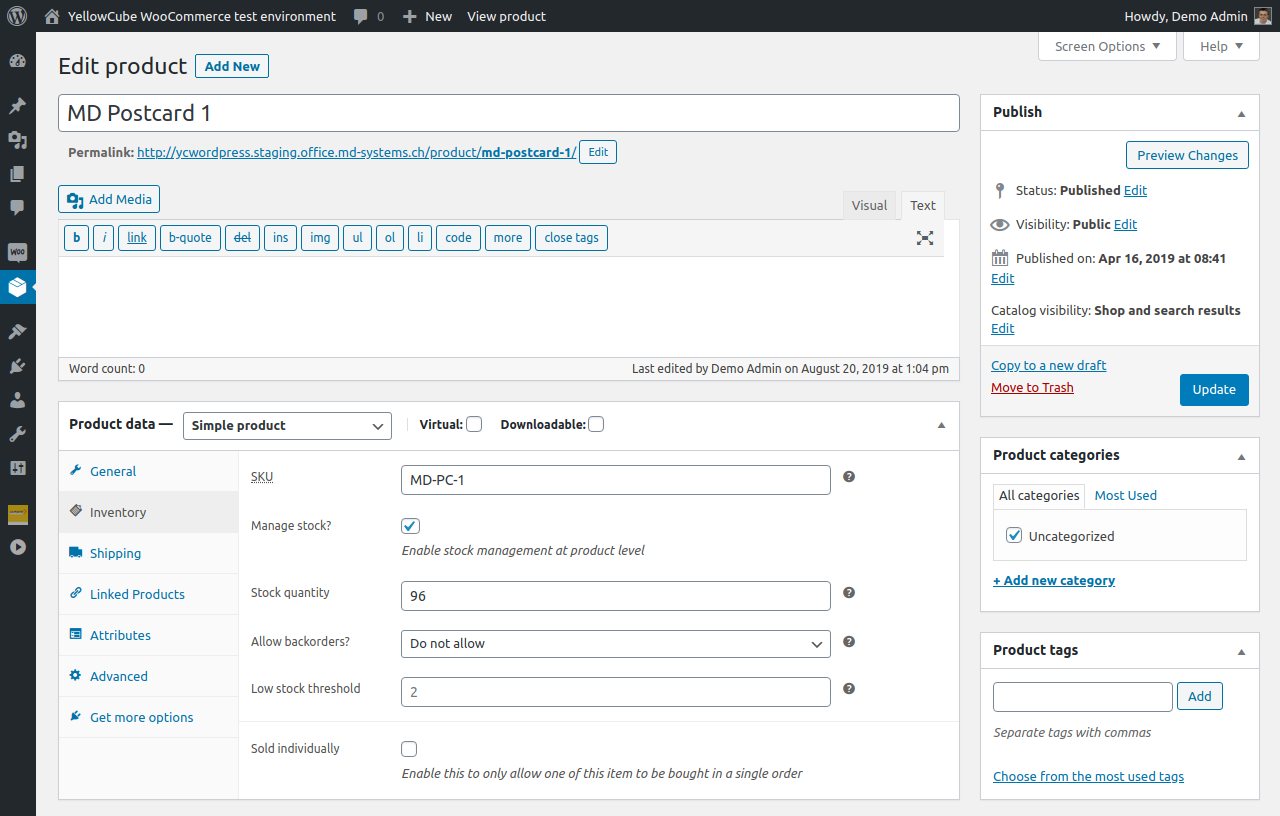 YellowCube WooCommerce test environment 0 New View product Howdy, Demo Admin
Screen Options Help
Edit product Add New
MD Postcard 1
Permalink: http://ycwordpress.staging.office.md-systems.ch/product/md-postcard-1/ Edit
Add Media
Visual Text
b i link b-quote del ins img ul ol li code more close tags
Word count: 0 Last edited by Demo Admin on August 20, 2019 at 1:04 pm
Product data — Simple product Virtual: Downloadable:
General
Inventory
Shipping
Linked Products
Attributes
Advanced
Get more options
SKU MD-PC-1
Manage stock?
Enable stock management at product level
Stock quantity 96
Allow backorders? Do not allow
Low stock threshold 2
Sold individually
Enable this to only allow one of this item to be bought in a single order
Publish
Preview Changes
Status: Published Edit
Visibility: Public Edit
Published on: Apr 16, 2019 at 08:41
Edit
Catalog visibility: Shop and search results
Edit
Copy to a new draft
Move to Trash
Update
Product categories
All categories Most Used
Uncategorized
+ Add new category
Product tags
Add
Separate tags with commas
Choose from the most used tags
Woo